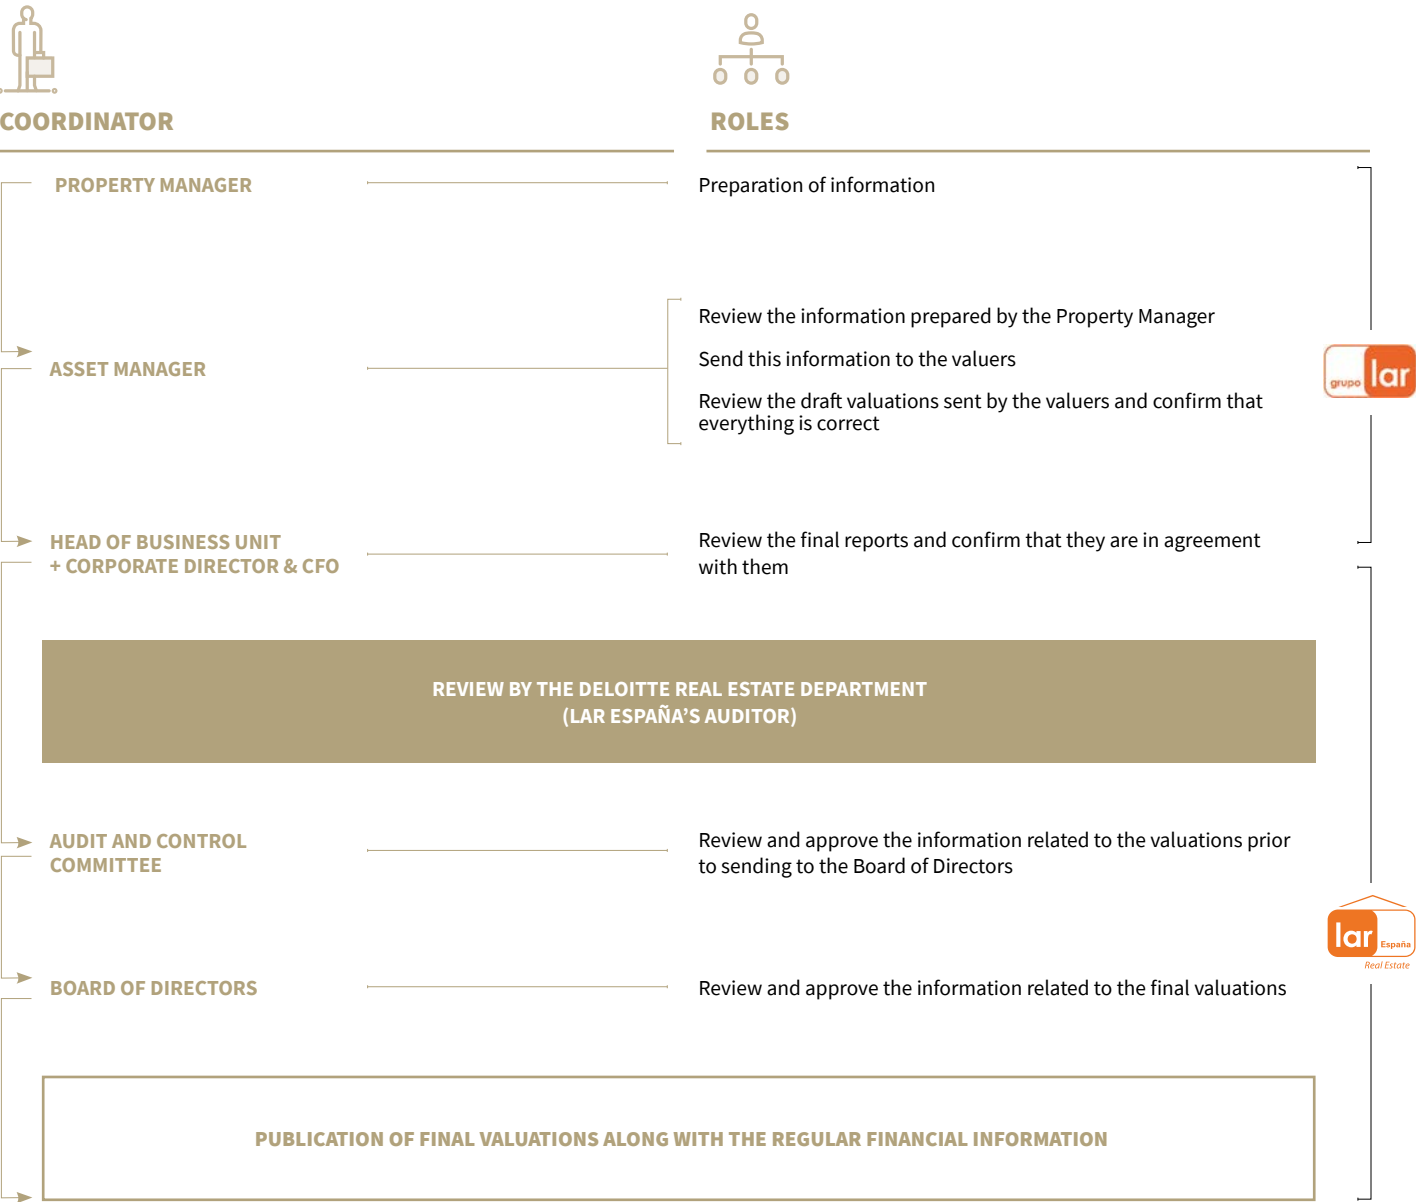 COORDINATOR
ROLES
PROPERTY MANAGER
Preparation of information
ASSET MANAGER
Review the information prepared by the Property Manager
Send this information to the valuers
Review the draft valuations sent by the valuers and confirm that
everything is correct
grupo lar
HEAD OF BUSINESS UNIT
+ CORPORATE DIRECTOR & CFO
Review the final reports and confirm that they are in agreement
with them
REVIEW BY THE DELOITTE REAL ESTATE DEPARTMENT
(LAR ESPAÑA’S AUDITOR)
AUDIT AND CONTROL
COMMITTEE
Review and approve the information related to the valuations prior
to sending to the Board of Directors
lar España
Real Estate
BOARD OF DIRECTORS
Review and approve the information related to the final valuations
PUBLICATION OF FINAL VALUATIONS ALONG WITH THE REGULAR FINANCIAL INFORMATION